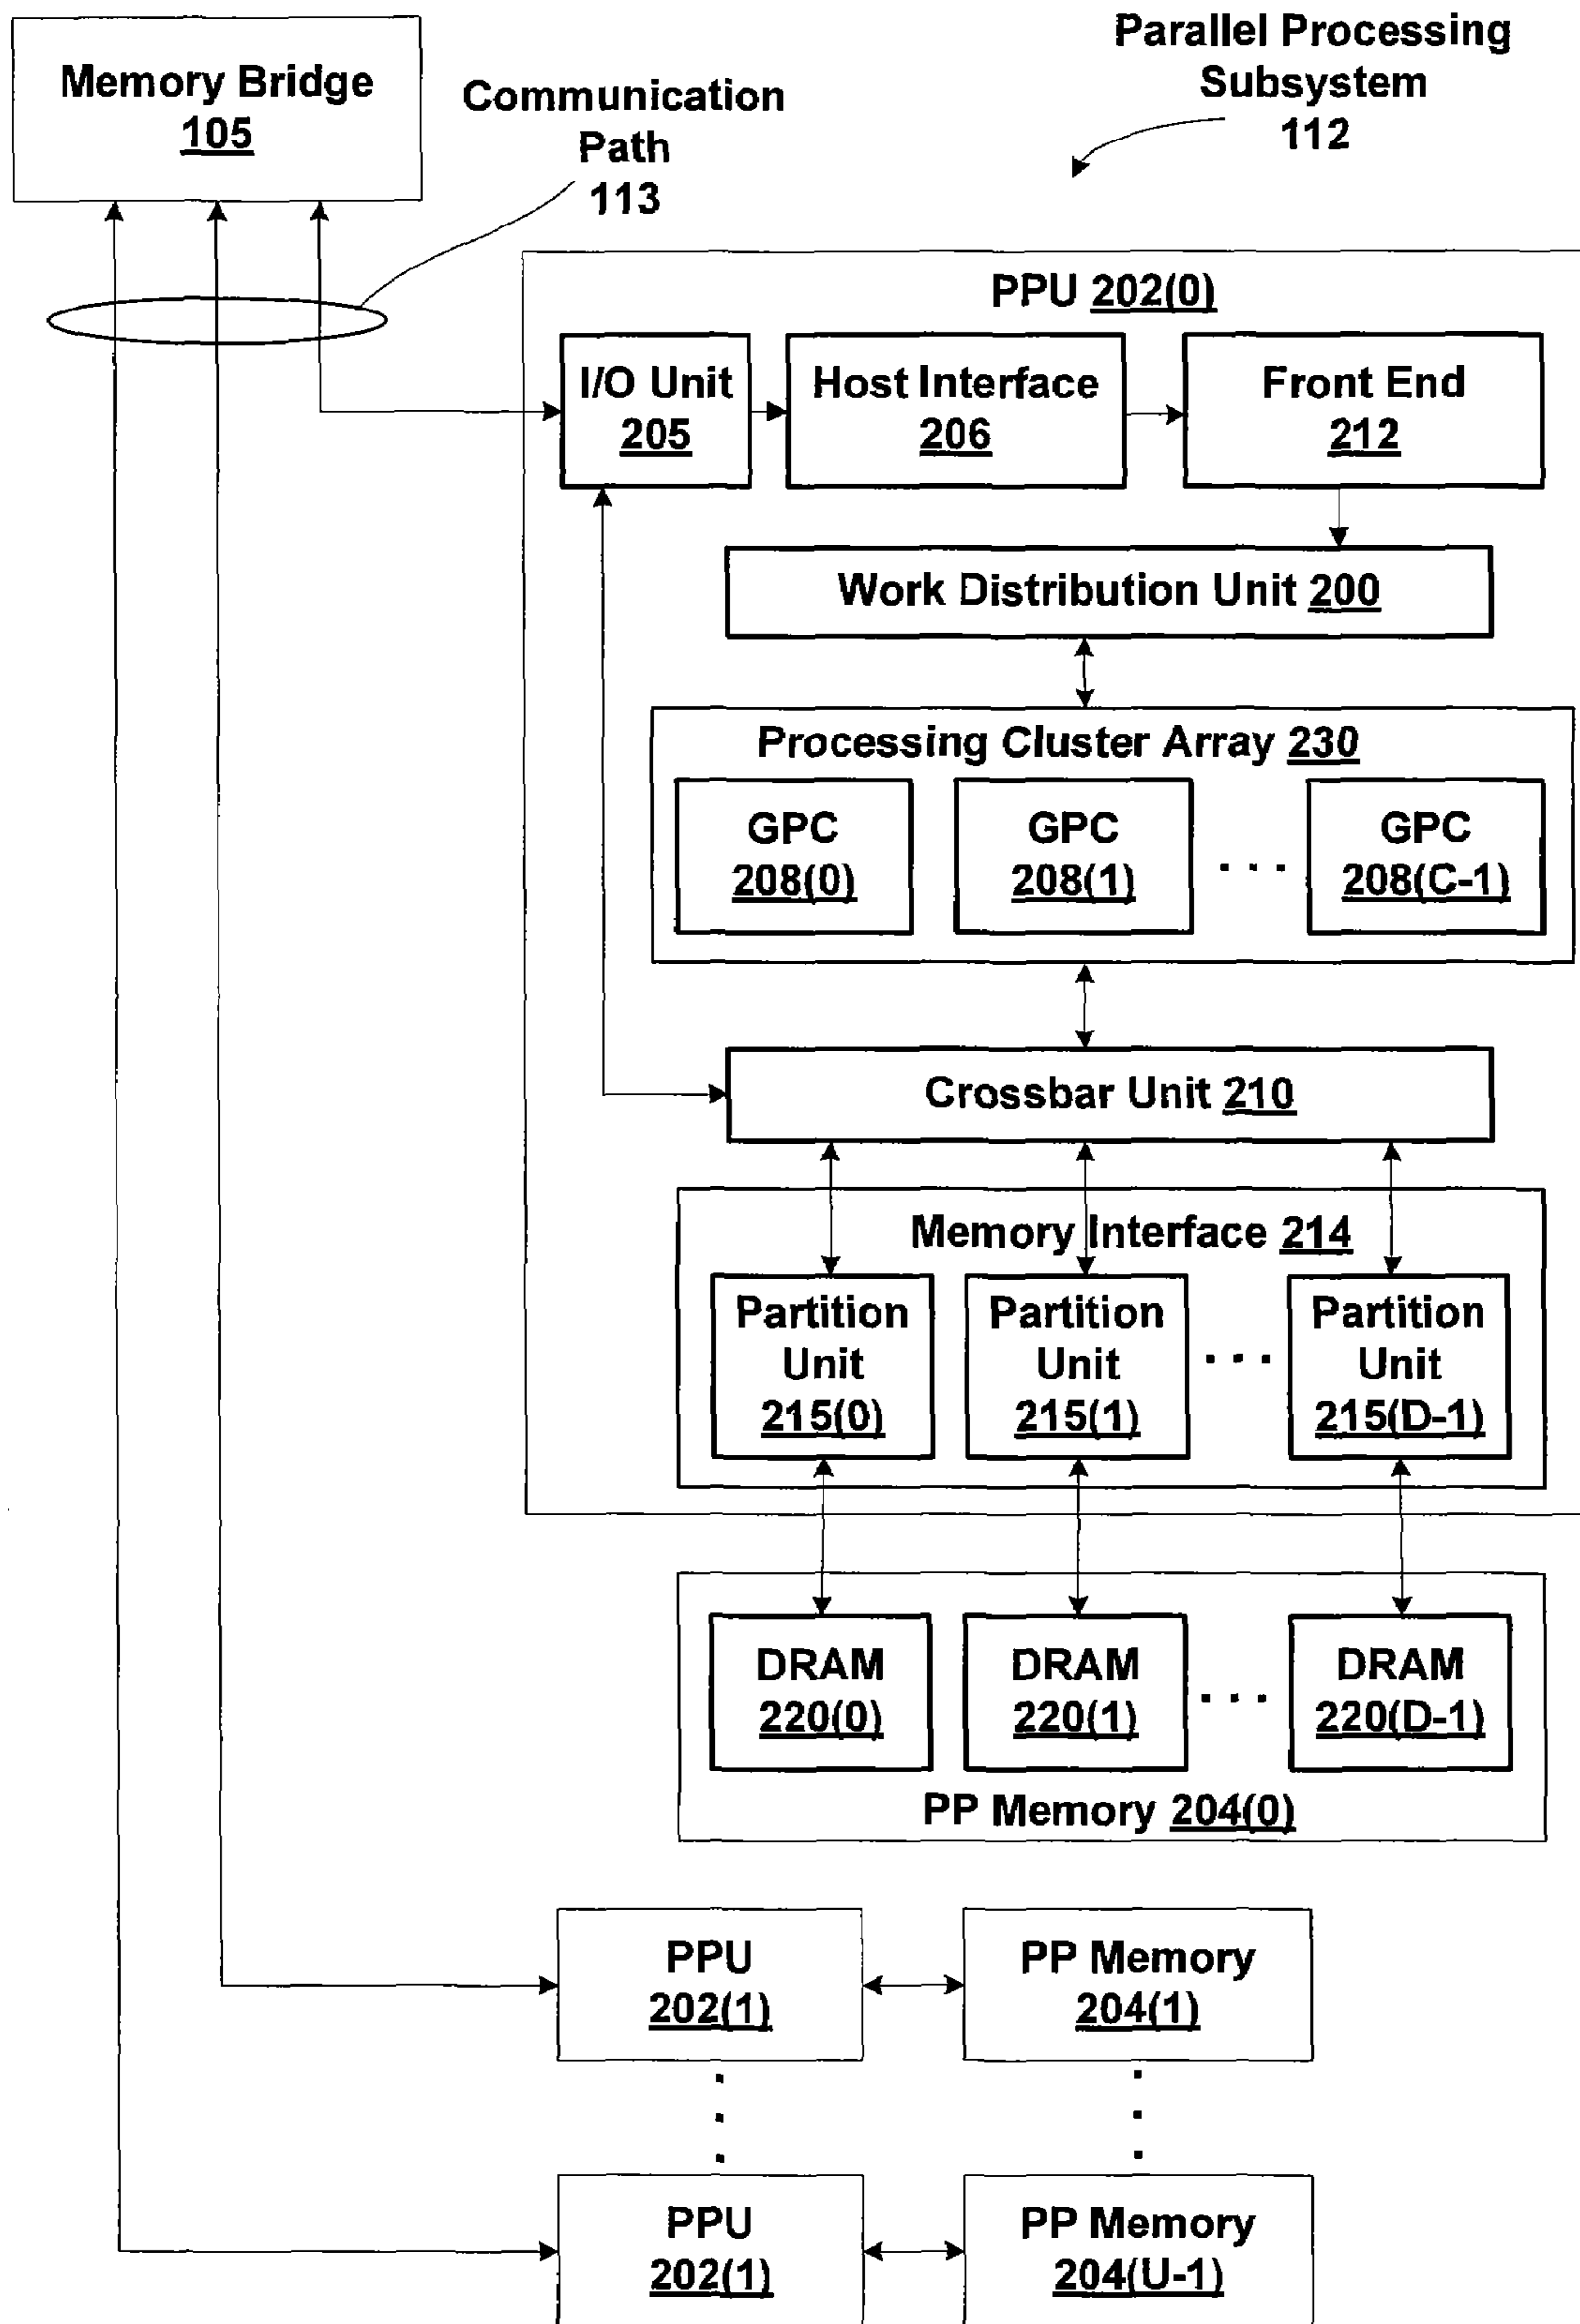 Memory Bridge
105
Communication
Path
113
Parallel Processing
Subsystem
112
PPU 202(0)
I/O Unit
205
Host Interface
206
Front End
212
Work Distribution Unit 200
Processing Cluster Array 230
GPC
208(0)
GPC
208(1)
. . .
GPC
208(C-1)
Crossbar Unit 210
Memory Interface 214
Partition
Unit
215(0)
Partition
Unit
215(1)
. . .
Partition
Unit
215(D-1)
DRAM
220(0)
DRAM
220(1)
. . .
DRAM
220(D-1)
PP Memory 204(0)
PPU
202(1)
PP Memory
204(1)
PPU
202(1)
PP Memory
204(U-1)